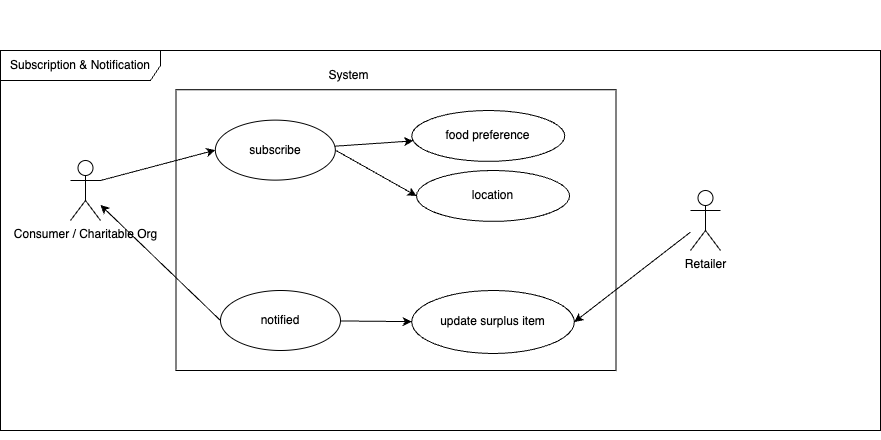 Subscription & Notification
System
subscribe
food preference
location
Consumer / Charitable Org
Retailer
notified
update surplus item